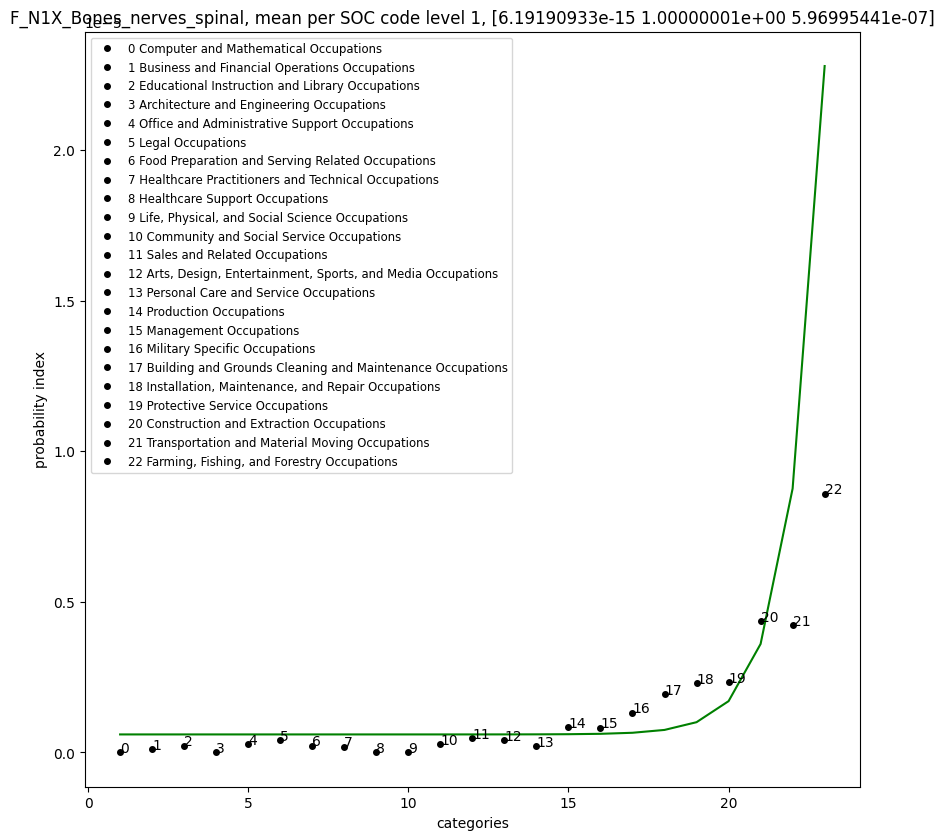 F_N1X_Bones_nerves_spinal, mean per SOC code level 1, [6.19190933e-15 1.00000001e+00 5.96995441e-07]
1e-5
0 Computer and Mathematical Occupations
1 Business and Financial Operations Occupations
2 Educational Instruction and Library Occupations
3 Architecture and Engineering Occupations
4 Office and Administrative Support Occupations
5 Legal Occupations
6 Food Preparation and Serving Related Occupations
7 Healthcare Practitioners and Technical Occupations
8 Healthcare Support Occupations
9 Life, Physical, and Social Science Occupations
10 Community and Social Service Occupations
11 Sales and Related Occupations
12 Arts, Design, Entertainment, Sports, and Media Occupations
13 Personal Care and Service Occupations
14 Production Occupations
15 Management Occupations
16 Military Specific Occupations
17 Building and Grounds Cleaning and Maintenance Occupations
18 Installation, Maintenance, and Repair Occupations
19 Protective Service Occupations
20 Construction and Extraction Occupations
21 Transportation and Material Moving Occupations
22 Farming, Fishing, and Forestry Occupations
2.0
1.5
1.0
0.5
0.0
probability index
0 1 2 3 4 5 6 7 8 9 10 11 12 13 14 15 16 17 18 19 20 21 22
0 5 10 15 20
categories